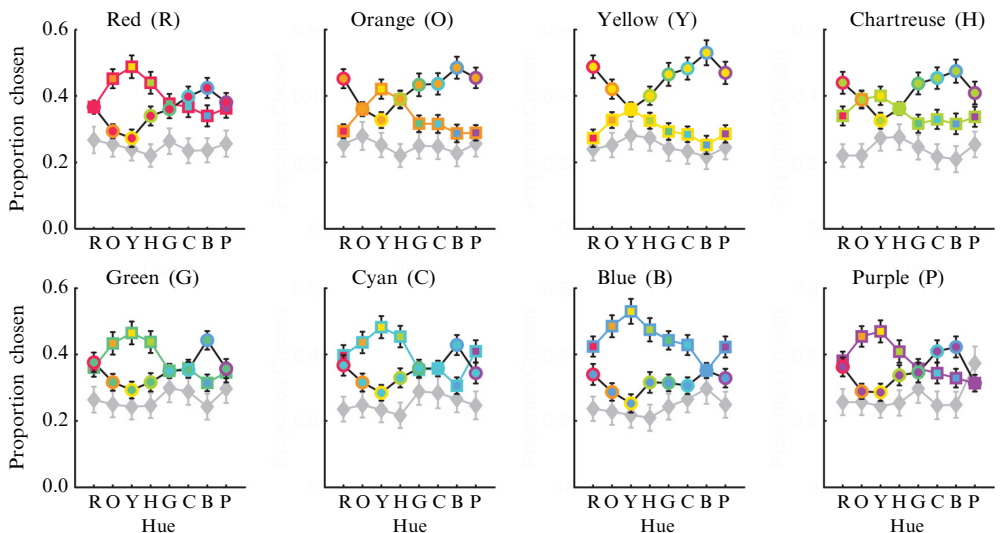 Red (R)
Orange (O)
Yellow (Y)
Chartreuse (H)
Proportion chosen
0.6
0.4
0.2
0.0
R O Y H G C B P
R O Y H G C B P
R O Y H G C B P
R O Y H G C B P
Green (G)
Cyan (C)
Blue (B)
Purple (P)
Proportion chosen
0.6
0.4
0.2
0.0
R O Y H G C B P
R O Y H G C B P
R O Y H G C B P
R O Y H G C B P
Hue
Hue
Hue
Hue